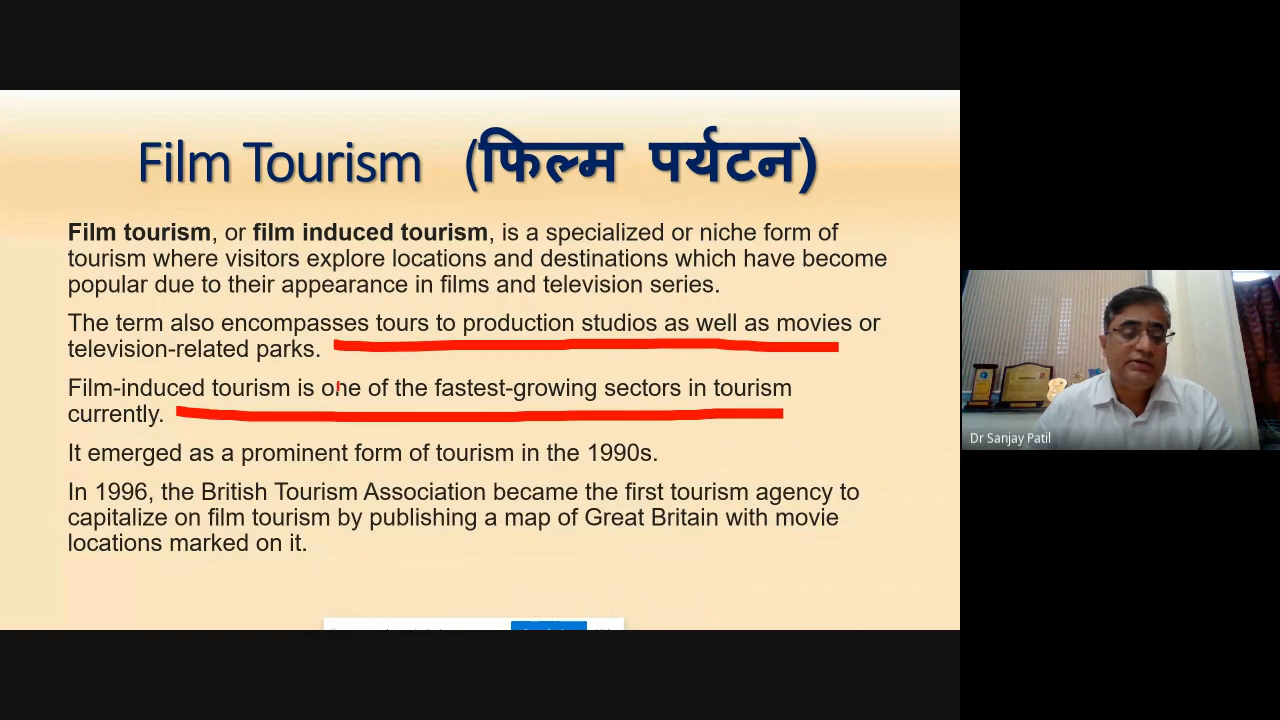 Film Tourism (फिल्म पर्यटन)
Film tourism, or film induced tourism, is a specialized or niche form of
tourism where visitors explore locations and destinations which have become
popular due to their appearance in films and television series.
The term also encompasses tours to production studios as well as movies or
television-related parks.
Film-induced tourism is one of the fastest-growing sectors in tourism
currently.
It emerged as a prominent form of tourism in the 1990s.
In 1996, the British Tourism Association became the first tourism agency to
capitalize on film tourism by publishing a map of Great Britain with movie
locations marked on it.
Dr Sanjay Patil